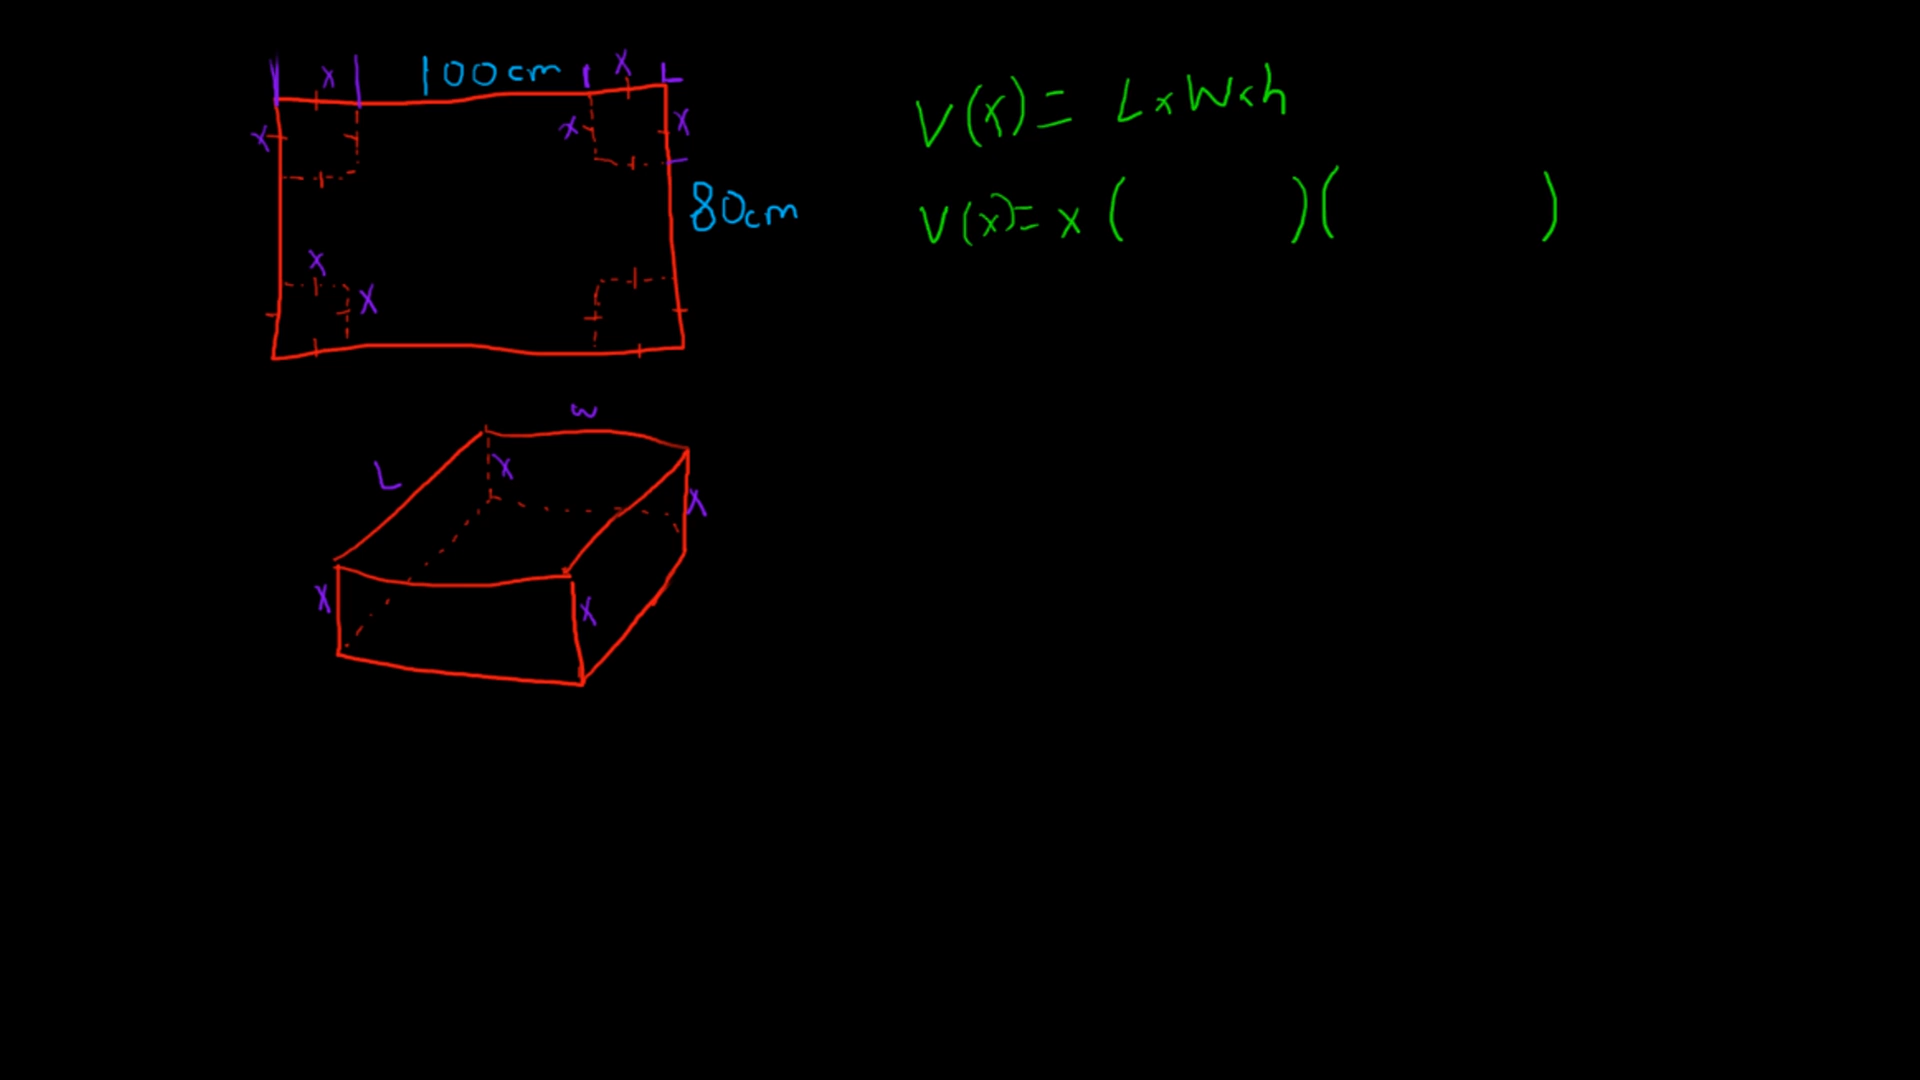 x 100cm x
x x x
80cm
x
x
V(x) = L x W x h
V(x) = x ( ) ( )
w
L x
x
x x